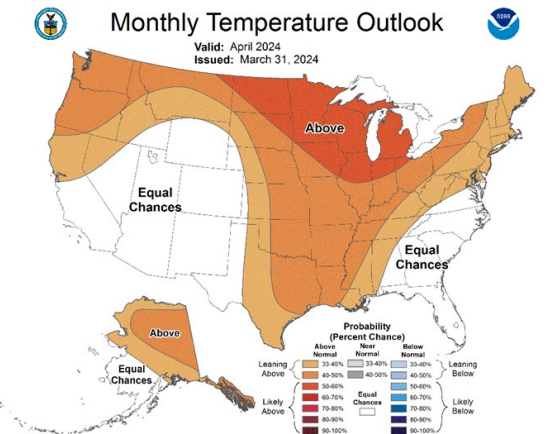 Monthly Temperature Outlook
Valid: April 2024
Issued: March 31, 2024
NOAA
Above
Equal
Chances
Equal
Chances
Above
Equal
Chances
Probability
(Percent Chance)
Above
Normal
Near
Normal
Below
Normal
Leaning
Above
33-40%
33-40%
33-40%
Leaning
Below
40-50%
40-50%
40-50%
Likely
Above
50-60%
50-60%
Likely
Below
60-70%
60-70%
70-80%
70-80%
80-90%
80-90%
90-100%
90-100%
Equal
Chances